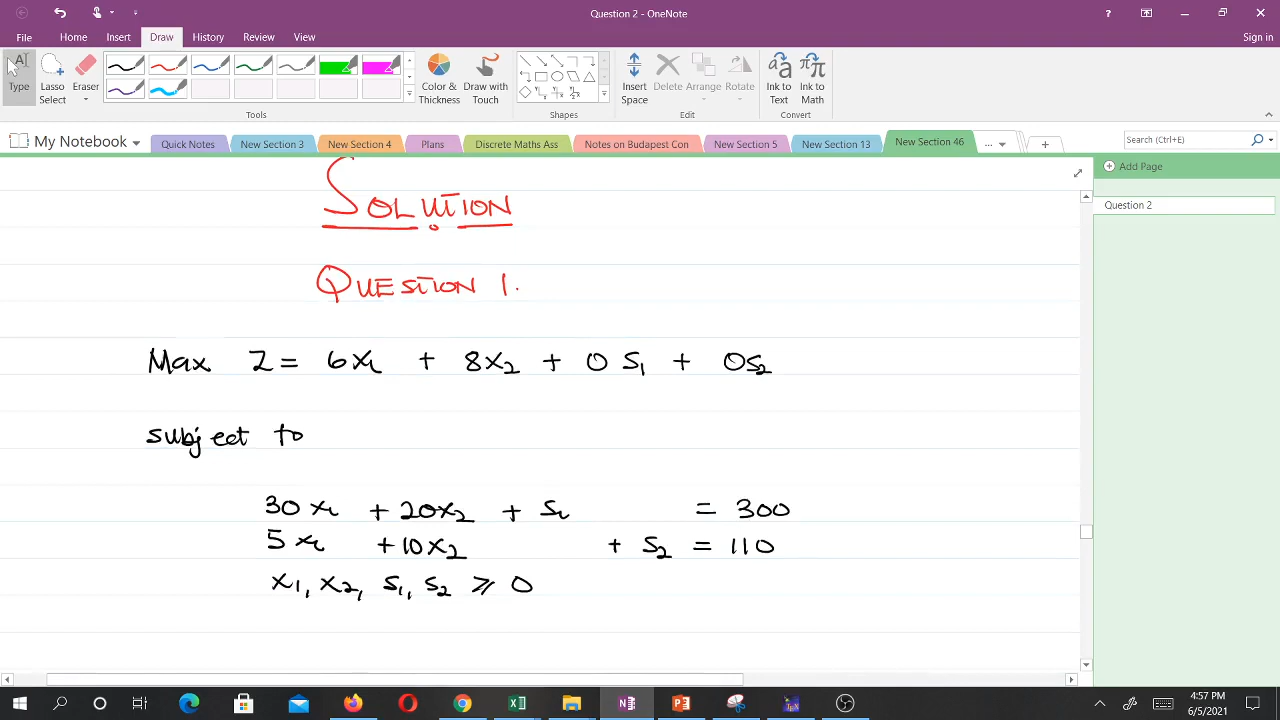 Question 2 - OneNote
File Home Insert Draw History Review View Sign in
Type
Lasso Select
Eraser
Color & Thickness
Draw with Touch
Insert Space
Delete
Arrange
Rotate
Ink to Text
Ink to Math
Tools Shapes Edit Convert
My Notebook Quick Notes New Section 3 New Section 4 Plans Discrete Maths Ass Notes on Budapest Con New Section 5 New Section 13 New Section 46 ... Search (Ctrl+E)
Add Page
Question 2
SOLUTION
QUESTION 1.
Max Z = 6x₁ + 8x₂ + 0 S₁ + 0S₂
subject to
30x₁ + 20x₂ + S₁ = 300
5x₁ + 10x₂ + S₂ = 110
x₁, x₂, S₁, S₂ ⩾ 0
4:57 PM
6/5/2021